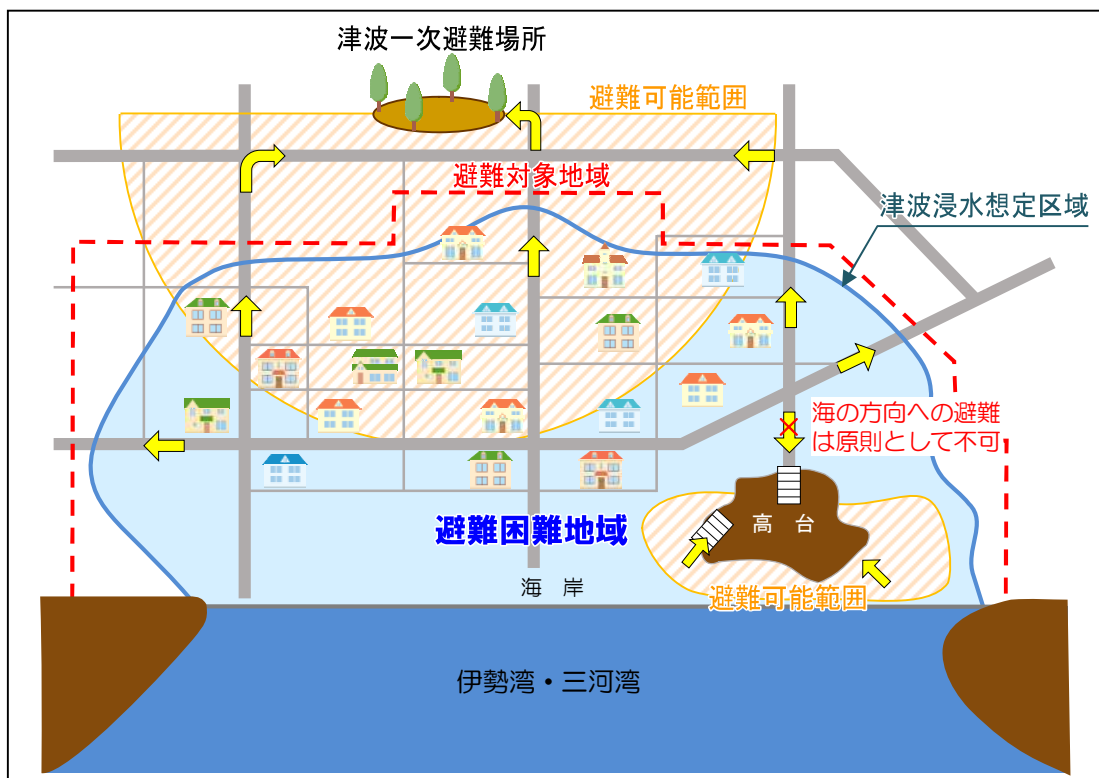 津波一次避難場所
避難可能範囲
避難対象地域
津波浸水想定区域
海の方向への避難
は原則として不可
高 台
避難困難地域
海 岸
避難可能範囲
伊勢湾・三河湾